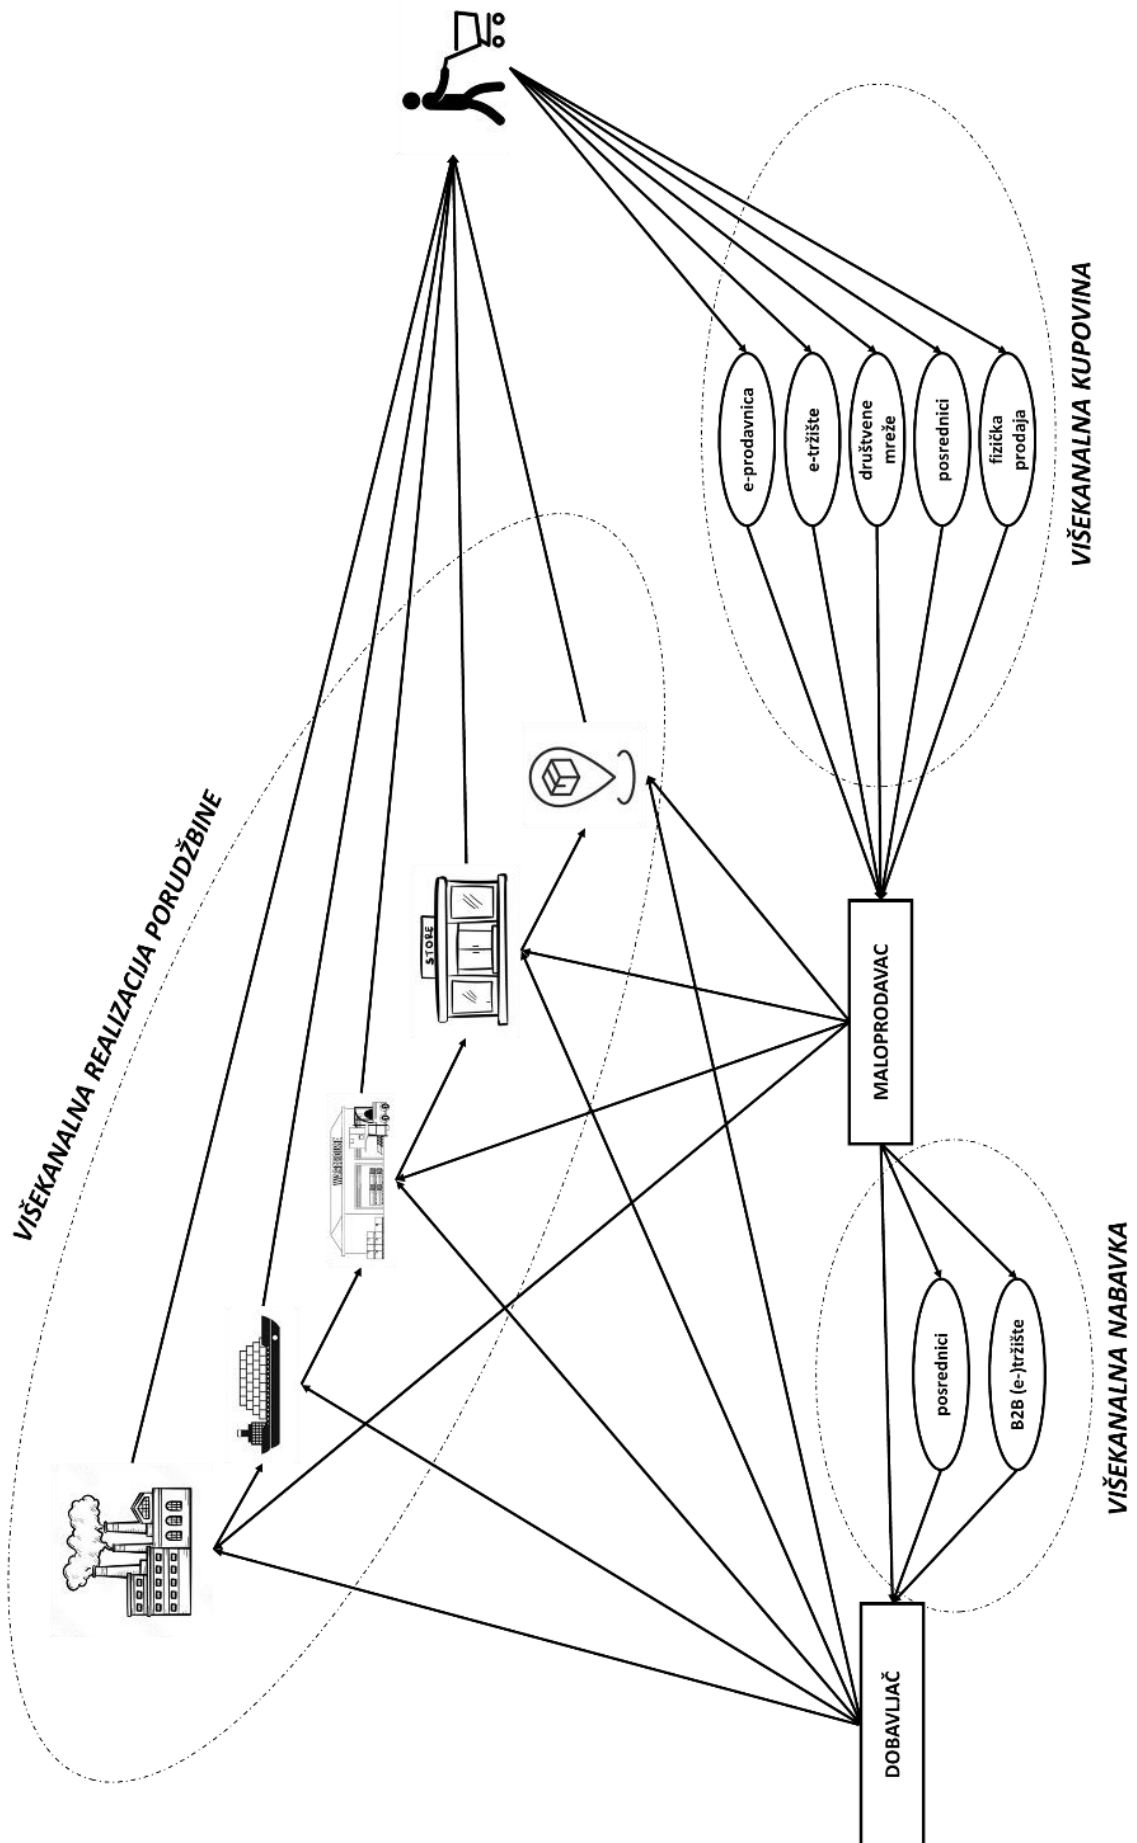 VIŠEKANALNA REALIZACIJA PORUDŽBINE
WAREHOUSE
STORE
DOBAVLJAČ
posrednici
B2B (e-)tržište
VIŠEKANALNA NABAVKA
MALOPRODAVAC
e-prodavnica
e-tržište
društvene
mreže
posrednici
fizička
prodaja
VIŠEKANALNA KUPOVINA